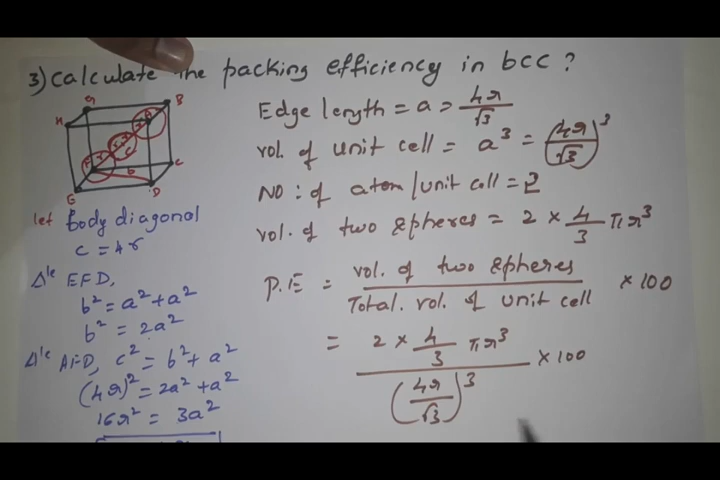 3) Calculate the packing efficiency in bcc?
G
B
H
A
F
C
c
b
E
D
let body diagonal
c = 4r
Δle EFD,
b² = a² + a²
b² = 2a²
Δle AFD, c² = b² + a²
(4r)² = 2a² + a²
16r² = 3a²
Edge length = a = 4r/√3
vol. of unit cell = a³ = (4r/√3)³
No: of atom/unit cell = 2
vol. of two spheres = 2 × 4/3 πr³
P.E = vol. of two spheres / Total. vol. of unit cell × 100
= 2 × 4/3 πr³ / (4r/√3)³ × 100